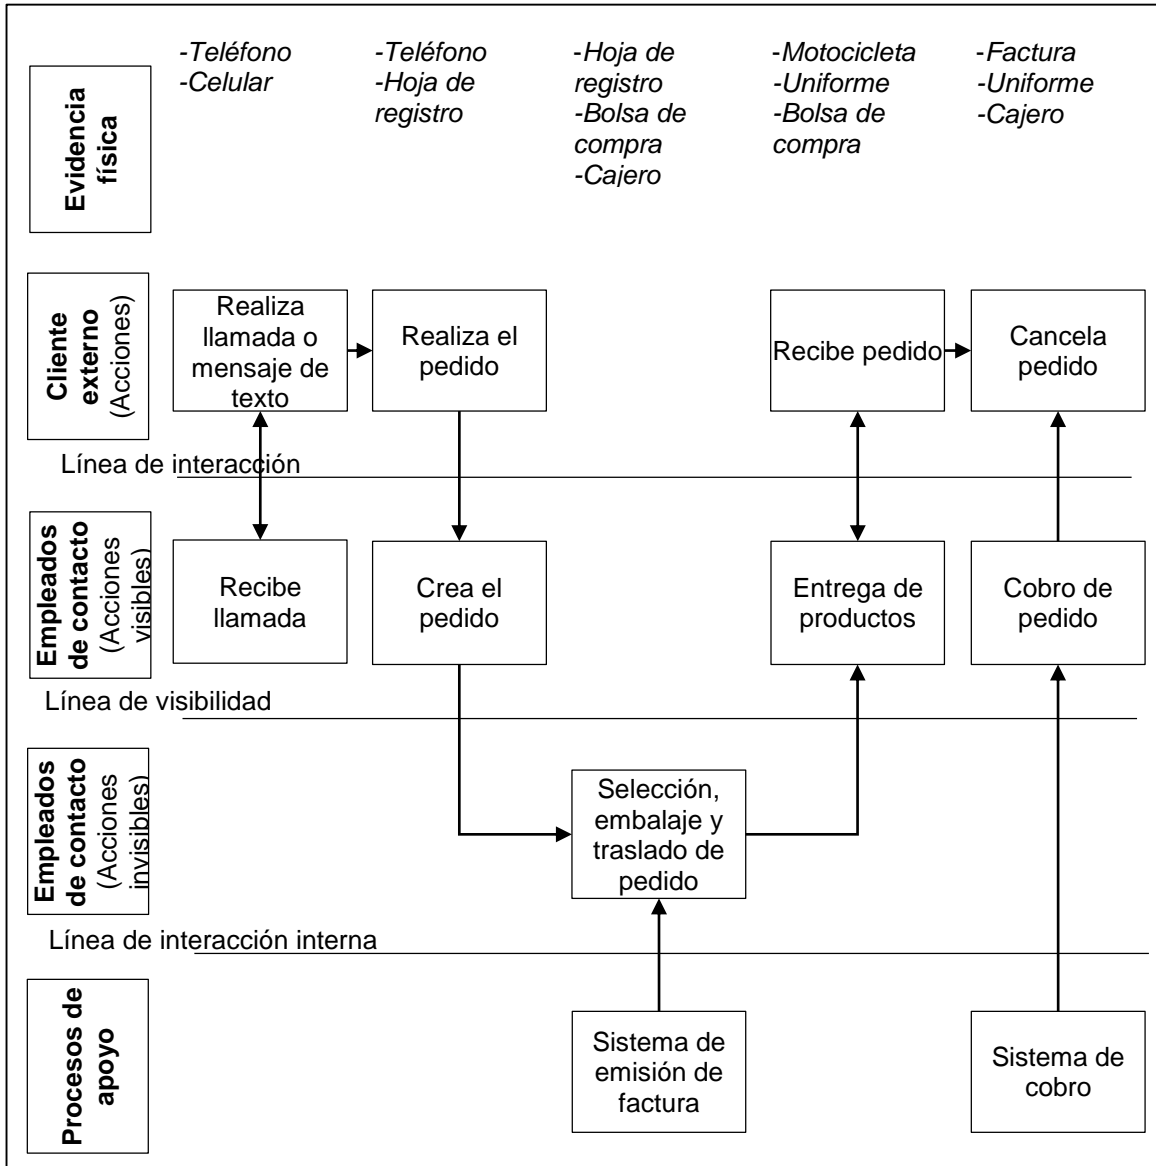 -Teléfono
-Celular
-Teléfono
-Hoja de
registro
-Hoja de
registro
-Bolsa de
compra
-Cajero
-Motocicleta
-Uniforme
-Bolsa de
compra
-Factura
-Uniforme
-Cajero
Evidencia
física
Cliente
externo
(Acciones)
Realiza
llamada o
mensaje de
texto
Realiza el
pedido
Recibe pedido
Cancela
pedido
Línea de interacción
Empleados
de contacto
(Acciones
visibles)
Recibe
llamada
Crea el
pedido
Entrega de
productos
Cobro de
pedido
Línea de visibilidad
Empleados
de contacto
(Acciones
invisibles)
Selección,
embalaje y
traslado de
pedido
Línea de interacción interna
Procesos de
apoyo
Sistema de
emisión de
factura
Sistema de
cobro